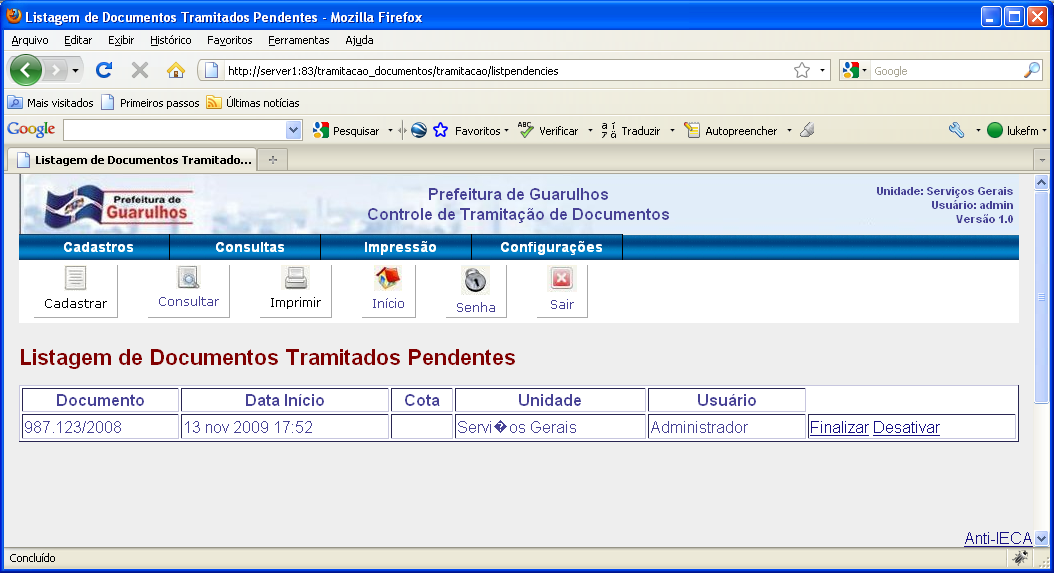 Listagem de Documentos Tramitados Pendentes - Mozilla Firefox
Arquivo Editar Exibir Histórico Favoritos Ferramentas Ajuda
http://server1:83/tramitacao_documentos/tramitacao/listpendencies Google
Mais visitados Primeiros passos Últimas notícias
Google Pesquisar Favoritos Verificar Traduzir Autopreencher lukefm
Listagem de Documentos Tramitado...
Prefeitura de
Guarulhos
Prefeitura de Guarulhos
Controle de Tramitação de Documentos
Unidade: Serviços Gerais
Usuário: admin
Versão 1.0
Cadastros Consultas Impressão Configurações
Cadastrar Consultar Imprimir Início Senha Sair
Listagem de Documentos Tramitados Pendentes
Documento Data Início Cota Unidade Usuário
987.123/2008 13 nov 2009 17:52 Servi�os Gerais Administrador Finalizar Desativar
Anti-IECA
Concluído